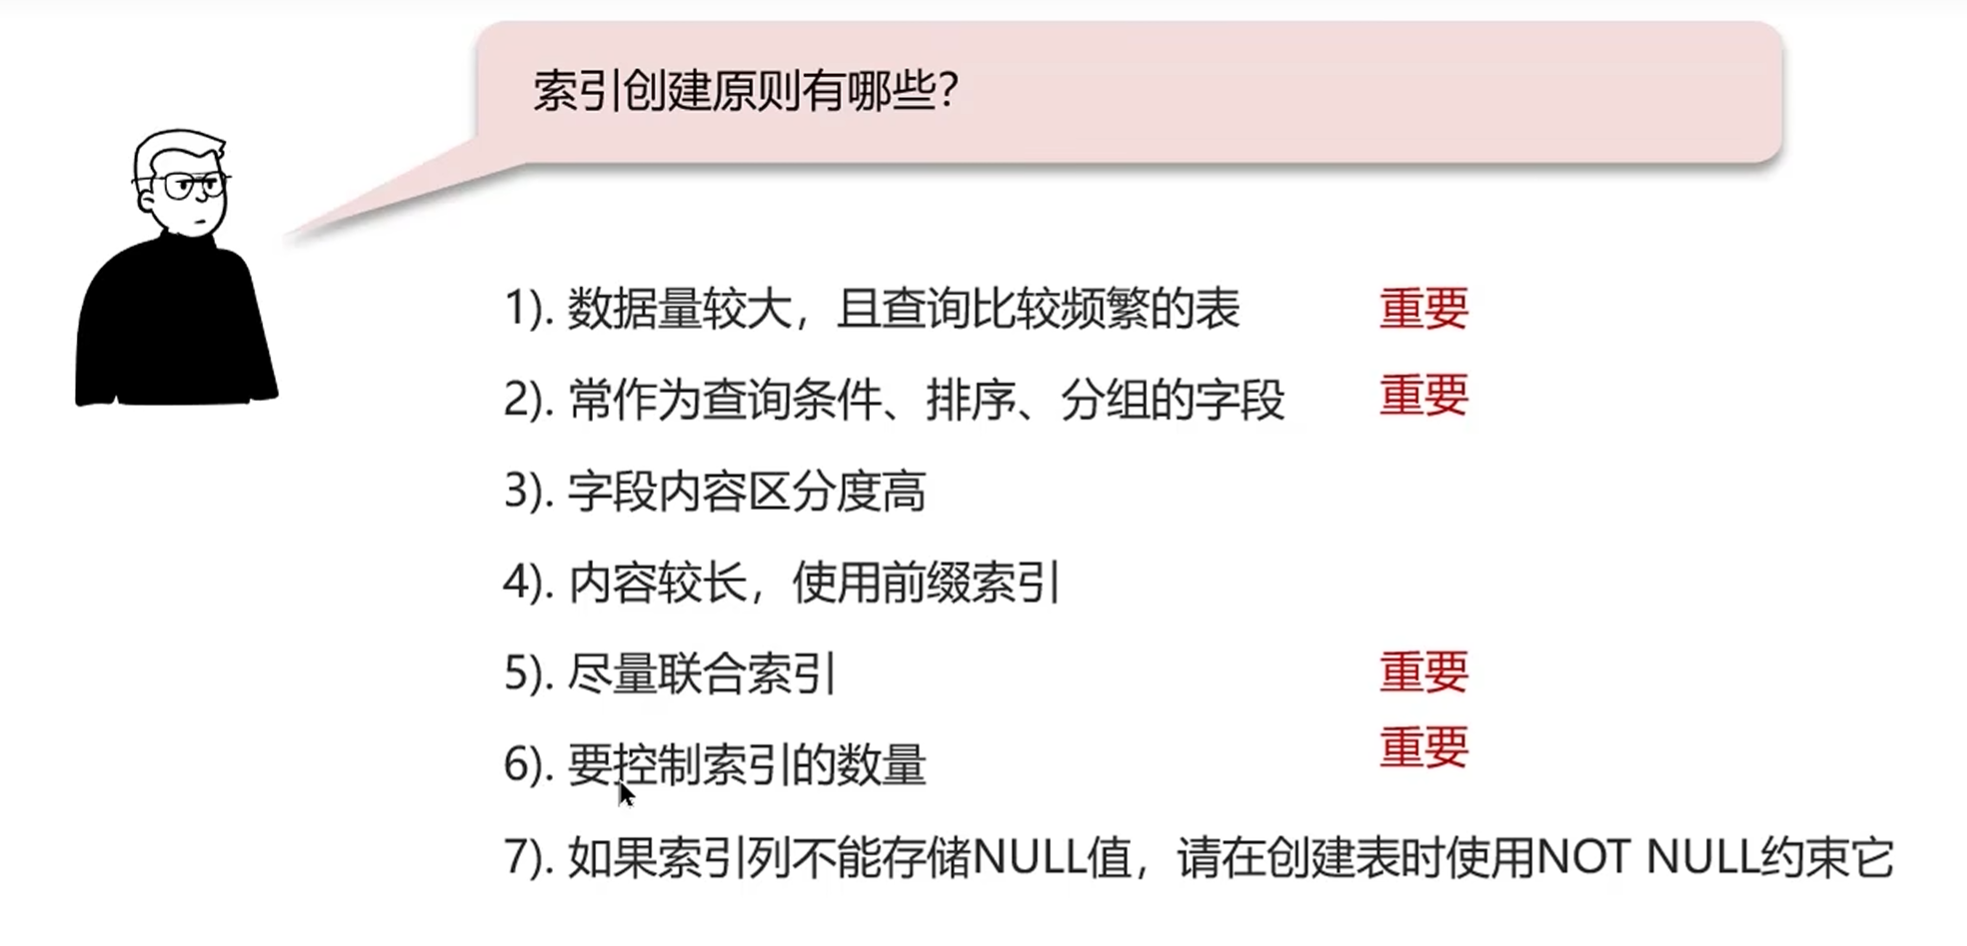 索引创建原则有哪些？
1). 数据量较大，且查询比较频繁的表 重要
2). 常作为查询条件、排序、分组的字段 重要
3). 字段内容区分度高
4). 内容较长，使用前缀索引
5). 尽量联合索引 重要
6). 要控制索引的数量 重要
7). 如果索引列不能存储NULL值，请在创建表时使用NOT NULL约束它